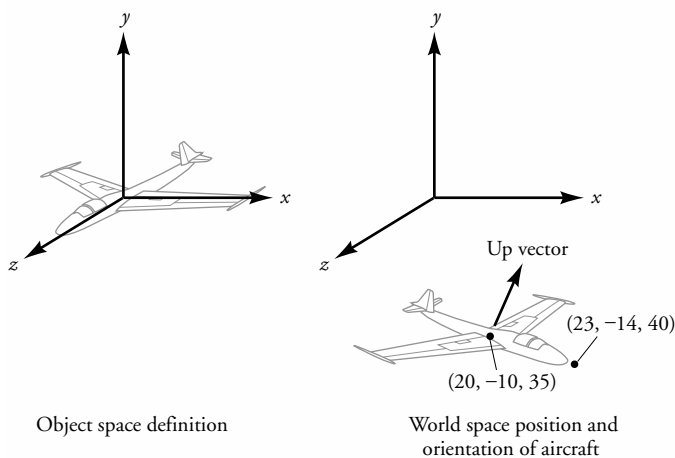 y
x
z
Object space definition
y
x
z
Up vector
(23, −14, 40)
(20, −10, 35)
World space position and
orientation of aircraft